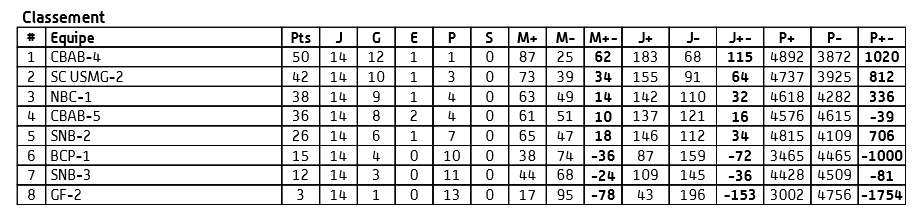 Classement
# Equipe Pts J G E P S M+ M- M+- J+ J- J+- P+ P- P+-
1 CBAB-4 50 14 12 1 1 0 87 25 62 183 68 115 4892 3872 1020
2 SC USMG-2 42 14 10 1 3 0 73 39 34 155 91 64 4737 3925 812
3 NBC-1 38 14 9 1 4 0 63 49 14 142 110 32 4618 4282 336
4 CBAB-5 36 14 8 2 4 0 61 51 10 137 121 16 4576 4615 -39
5 SNB-2 26 14 6 1 7 0 65 47 18 146 112 34 4815 4109 706
6 BCP-1 15 14 4 0 10 0 38 74 -36 87 159 -72 3465 4465 -1000
7 SNB-3 12 14 3 0 11 0 44 68 -24 109 145 -36 4428 4509 -81
8 GF-2 3 14 1 0 13 0 17 95 -78 43 196 -153 3002 4756 -1754